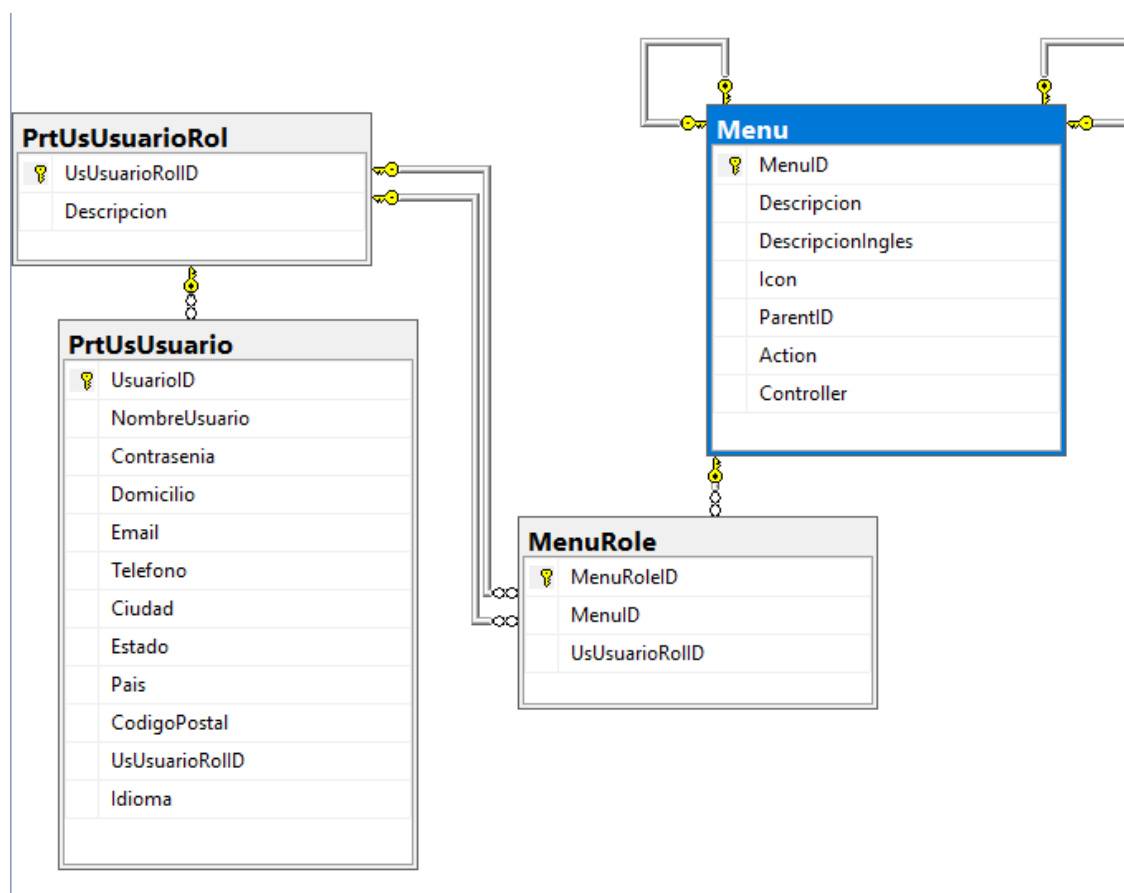 PrtUsUsuarioRol
UsUsuarioRolID
Descripcion
PrtUsUsuario
UsuarioID
NombreUsuario
Contrasenia
Domicilio
Email
Telefono
Ciudad
Estado
Pais
CodigoPostal
UsUsuarioRolID
Idioma
Menu
MenuID
Descripcion
DescripcionIngles
Icon
ParentID
Action
Controller
MenuRole
MenuRoleID
MenuID
UsUsuarioRolID